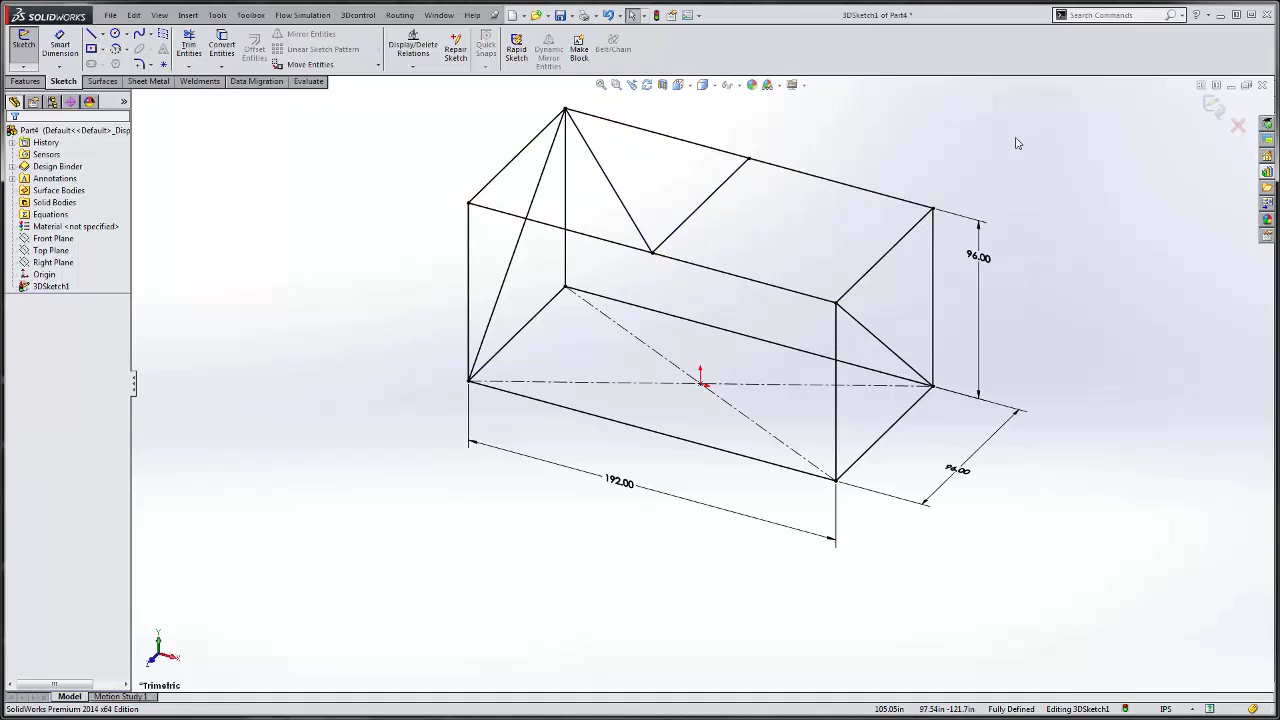 SOLIDWORKS File Edit View Insert Tools Toolbox Flow Simulation 3Dcontrol Routing Window Help 3DSketch1 of Part4 * Search Commands
Sketch Smart Dimension Trim Entities Convert Entities Offset Entities Mirror Entities Linear Sketch Pattern Move Entities Display/Delete Relations Repair Sketch Quick Snaps Rapid Sketch Dynamic Mirror Entities Make Block Belt/Chain
Features Sketch Surfaces Sheet Metal Weldments Data Migration Evaluate
Part4 (Default<<Default>_Disp
History
Sensors
Design Binder
Annotations
Surface Bodies
Solid Bodies
Equations
Material <not specified>
Front Plane
Top Plane
Right Plane
Origin
3DSketch1
96.00
96.00
192.00
Y
X
Z
*Trimetric
Model Motion Study 1
SolidWorks Premium 2014 x64 Edition 105.05in 97.54in -121.7in Fully Defined Editing 3DSketch1 IPS